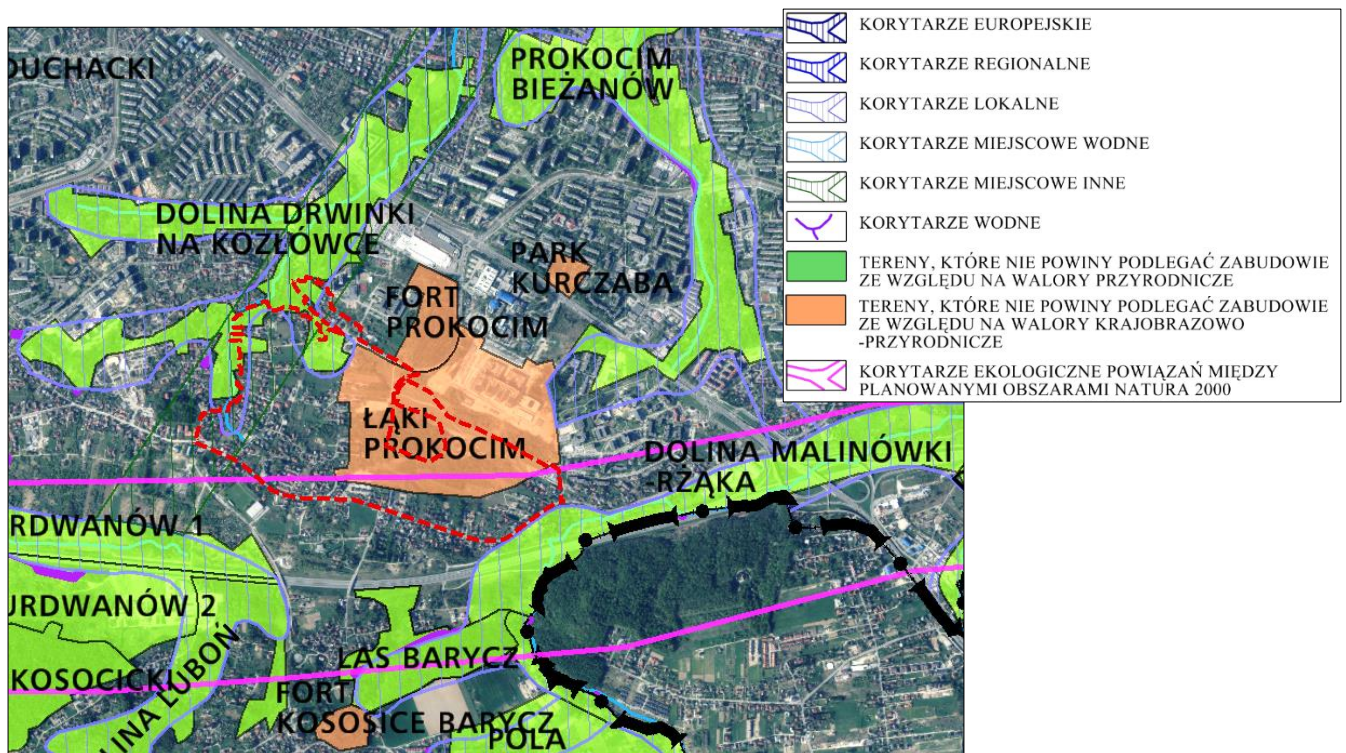 KORYTARZE EUROPEJSKIE
KORYTARZE REGIONALNE
KORYTARZE LOKALNE
KORYTARZE MIEJSCOWE WODNE
KORYTARZE MIEJSCOWE INNE
KORYTARZE WODNE
TERENY, KTÓRE NIE POWINY PODLEGAĆ ZABUDOWIE
ZE WZGLĘDU NA WALORY PRZYRODNICZE
TERENY, KTÓRE NIE POWINY PODLEGAĆ ZABUDOWIE
ZE WZGLĘDU NA WALORY KRAJOBRAZOWO
-PRZYRODNICZE
KORYTARZE EKOLOGICZNE POWIĄZAŃ MIĘDZY
PLANOWANYMI OBSZARAMI NATURA 2000
DUCHACKI
PROKOCIM
BIEŻANÓW
DOLINA DRWINKI
NA KOZŁÓWCE
PARK
KURCZABA
FORT
PROKOCIM
ŁĄKI
PROKOCIM
DOLINA MALINÓWKI
-RŻĄKA
RDWANÓW 1
URDWANÓW 2
KOSOCICKI
LINA LUBOŃ
LAS BARYCZ
FORT
KOSOSICE BARYCZ
POLA